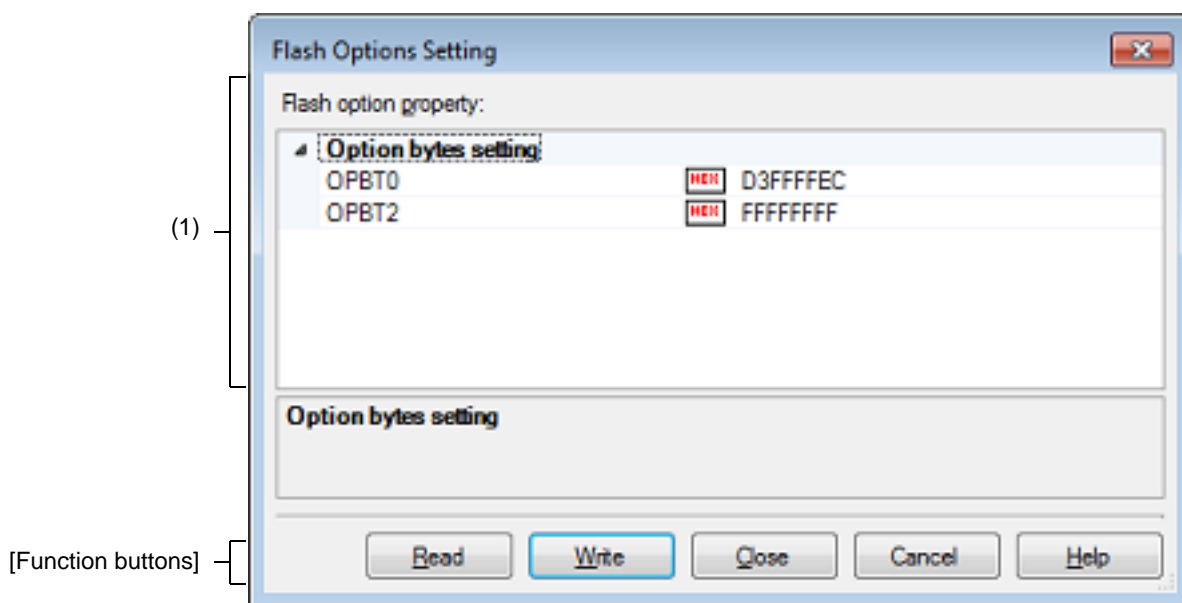 Flash Options Setting
Flash option property:
Option bytes setting
OPBT0 HEX D3FFFFEC
OPBT2 HEX FFFFFFFF
(1)
Option bytes setting
[Function buttons] Read Write Close Cancel Help